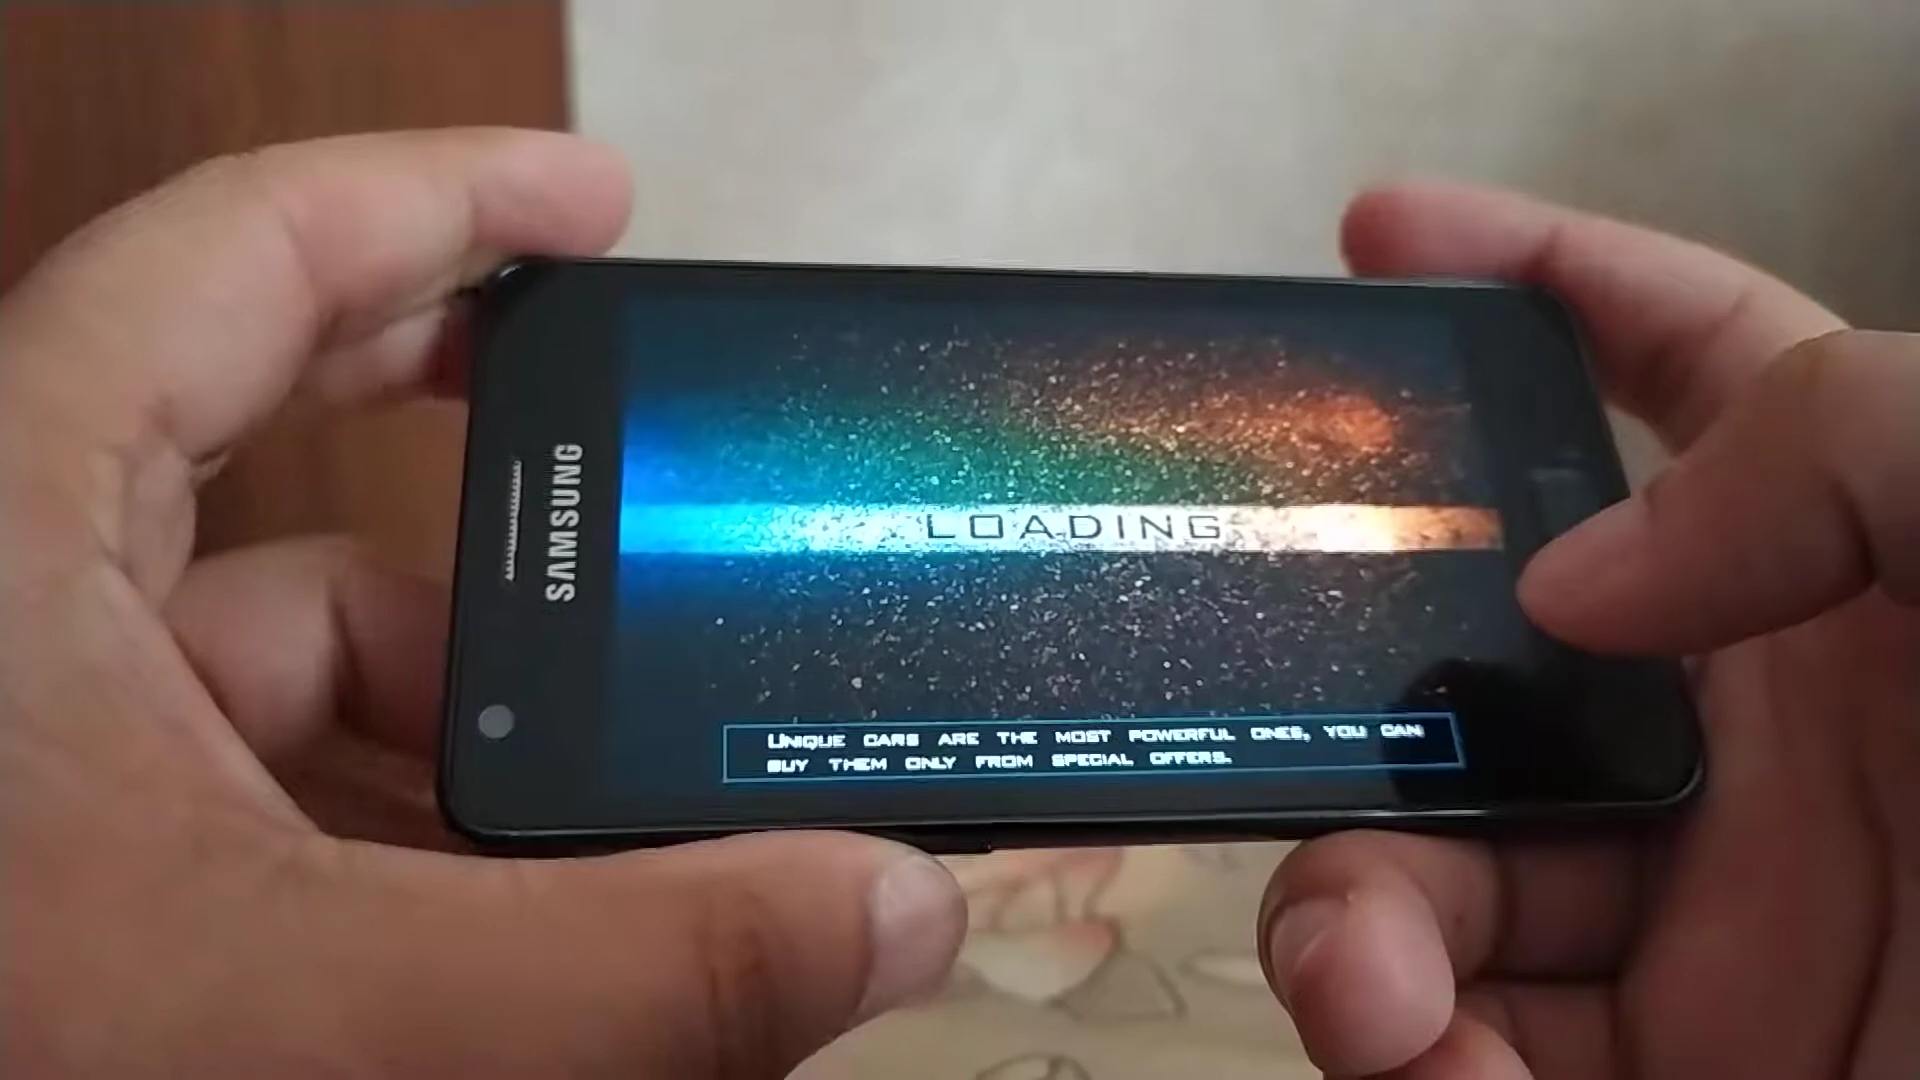 SAMSUNG
LOADING
UNIQUE CARS ARE THE MOST POWERFUL ONES, YOU CAN
BUY THEM ONLY FROM SPECIAL OFFERS.